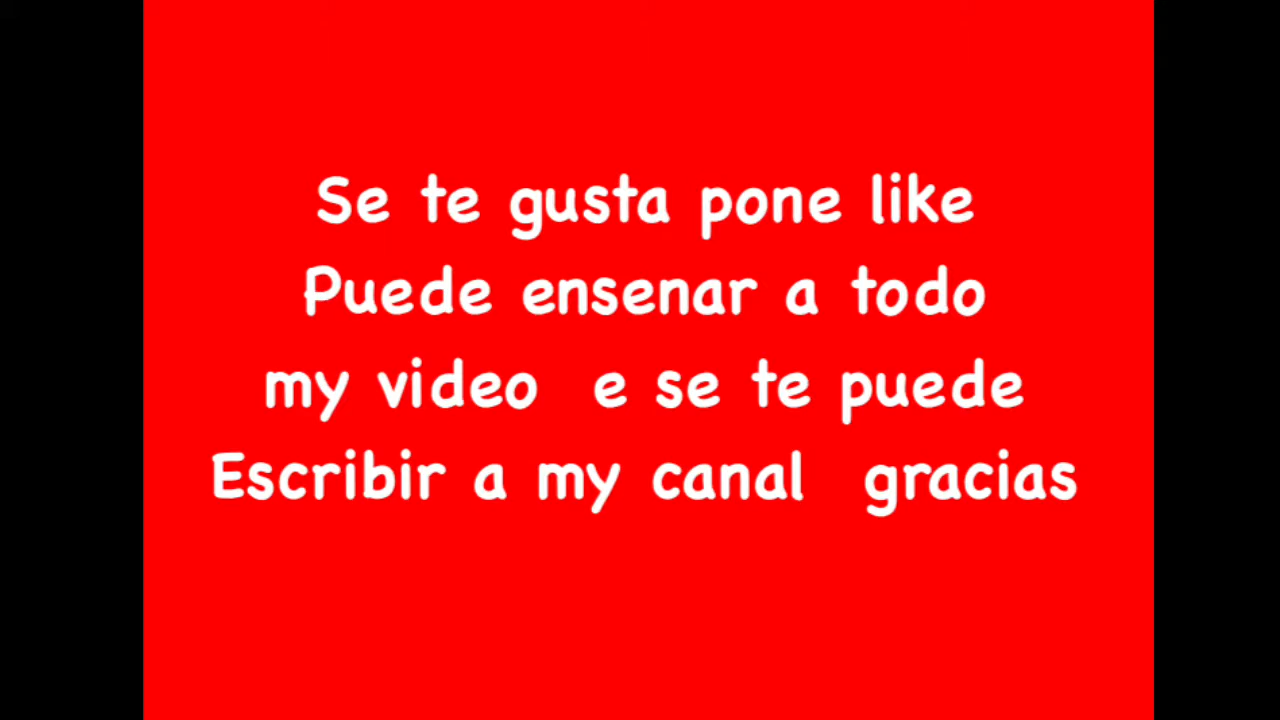 Se te gusta pone like
Puede ensenar a todo
my video e se te puede
Escribir a my canal gracias